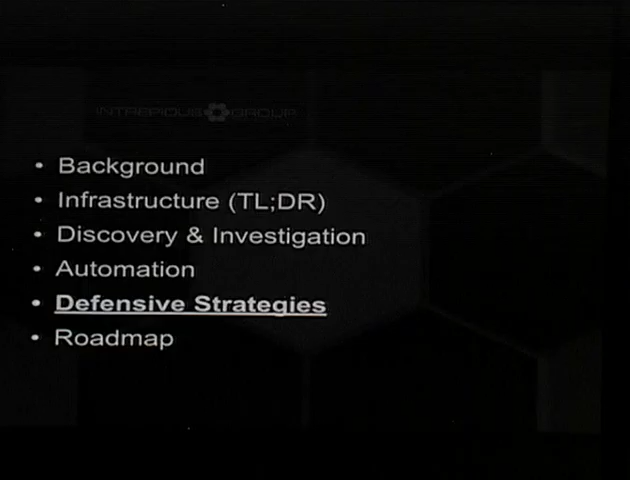 INTREPIDUS GROUP
• Background
• Infrastructure (TL;DR)
• Discovery & Investigation
• Automation
• Defensive Strategies
• Roadmap